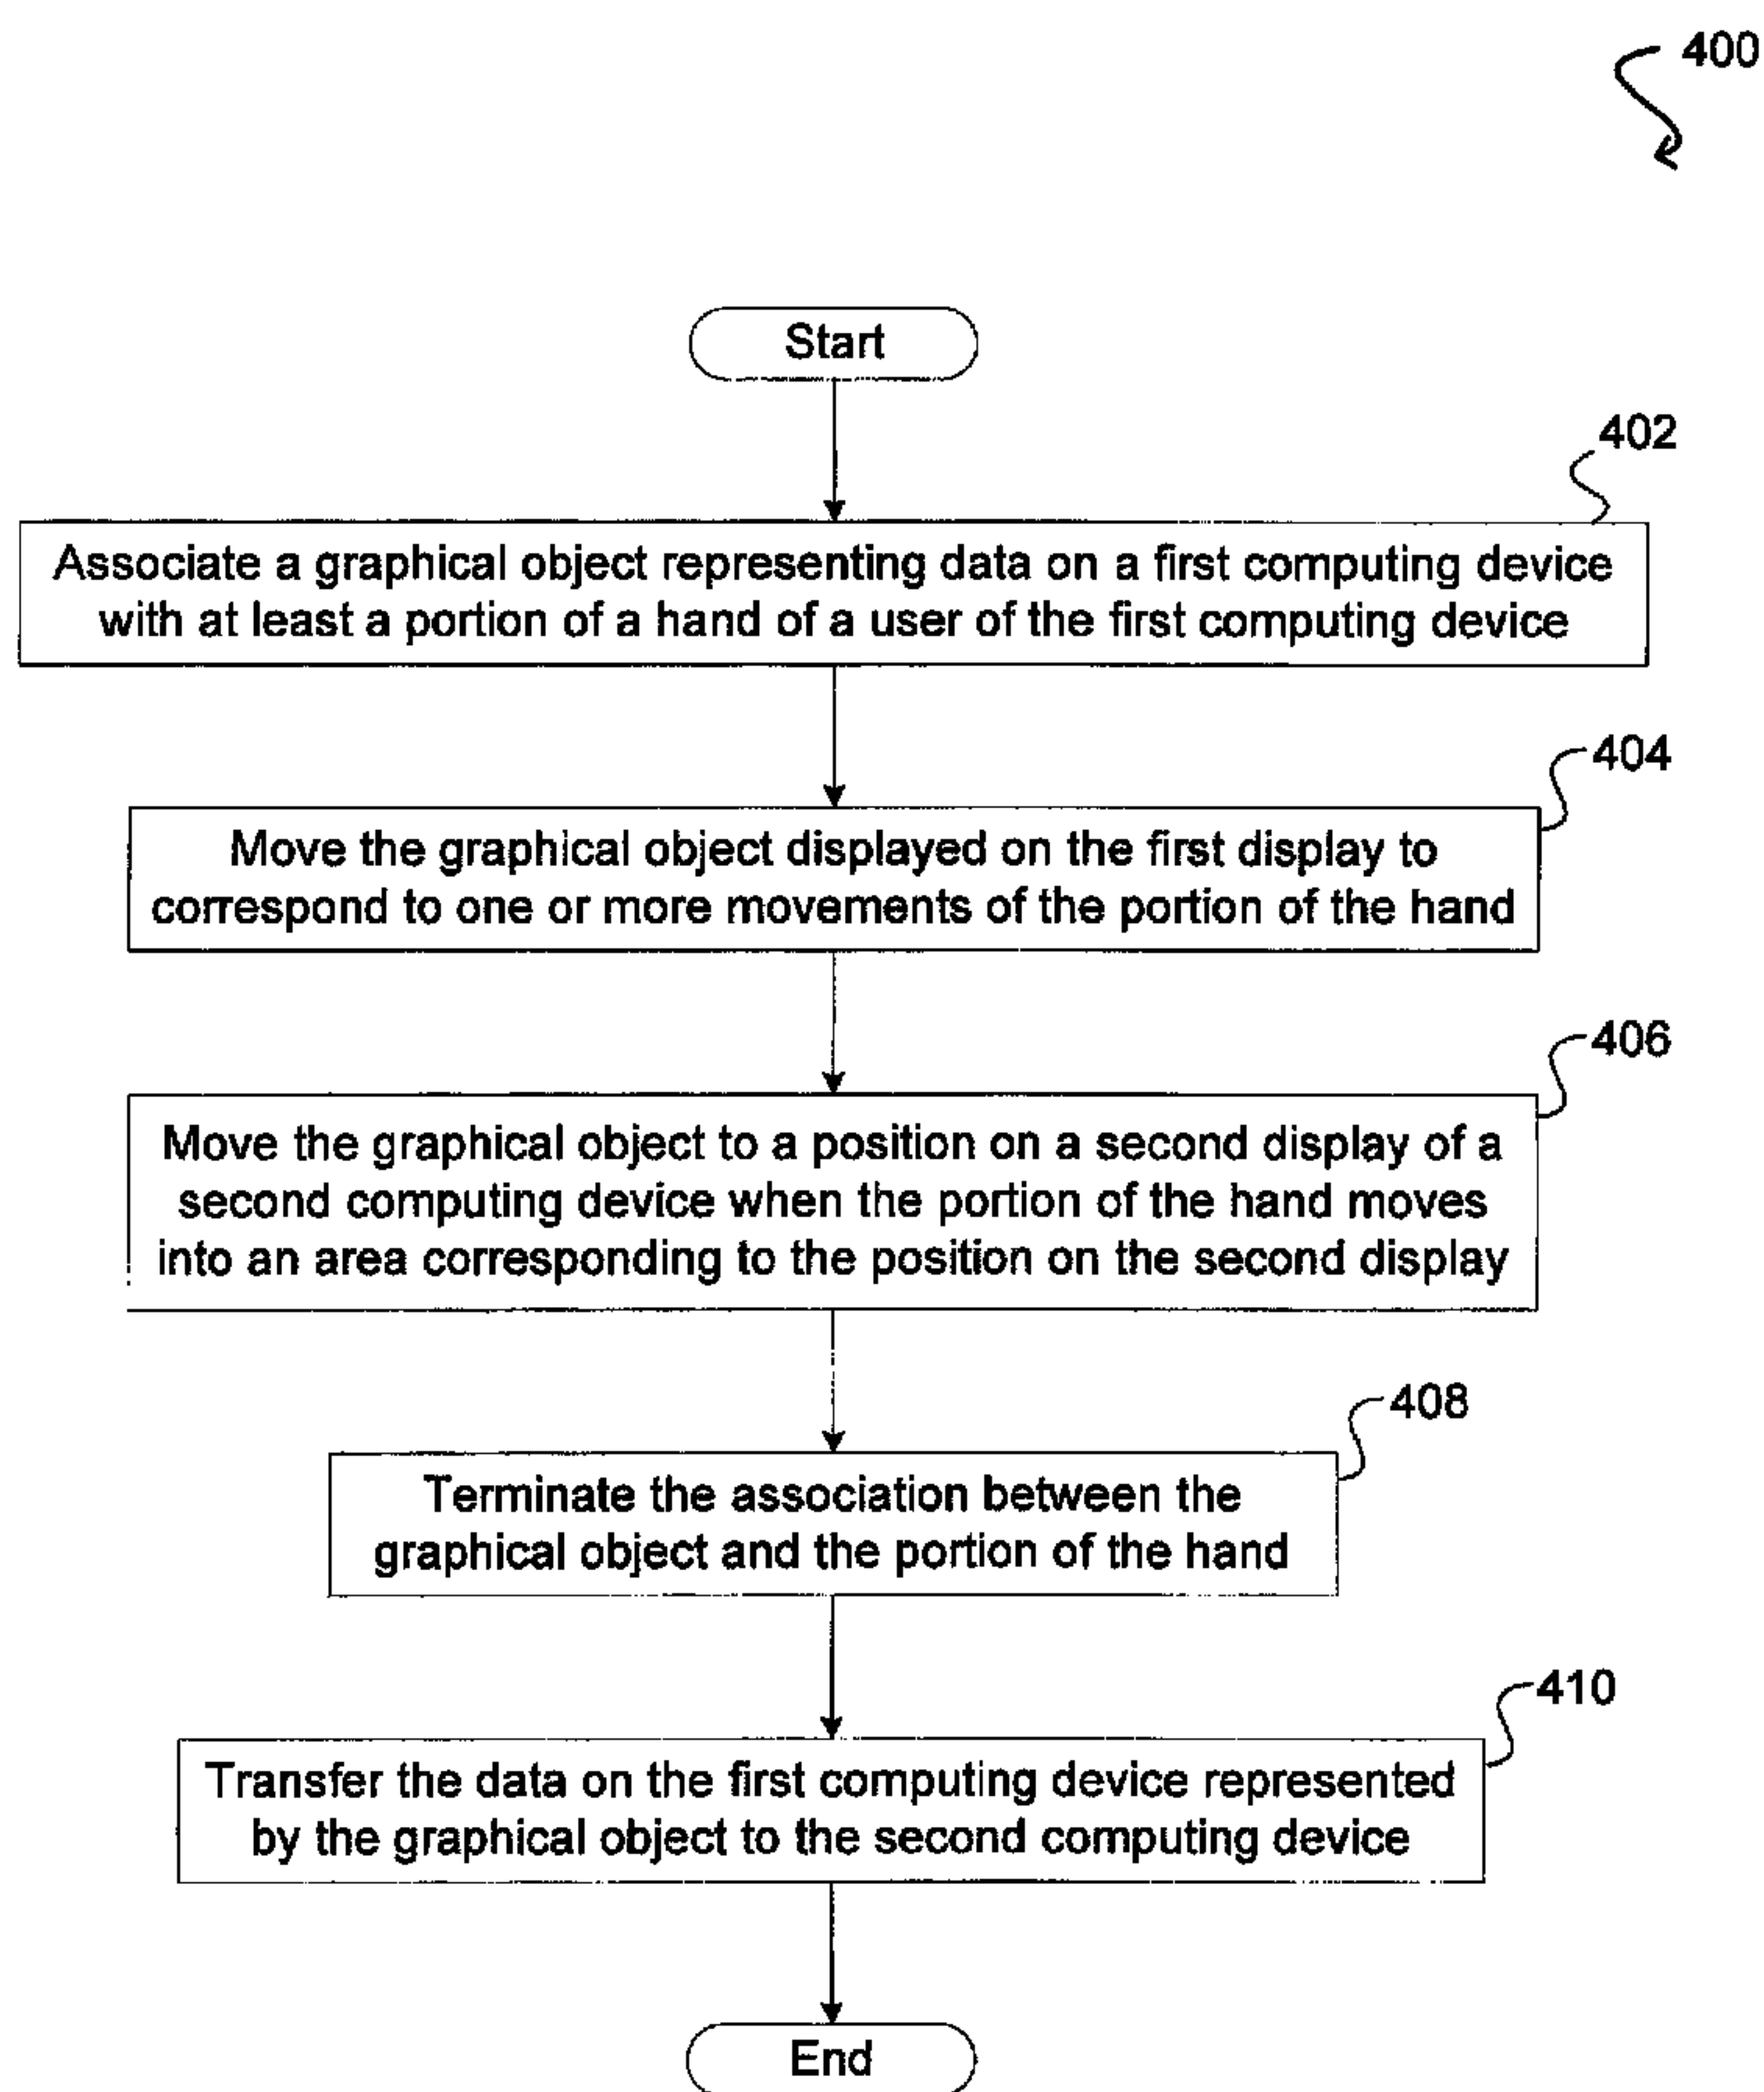 400
Start
402
Associate a graphical object representing data on a first computing device
with at least a portion of a hand of a user of the first computing device
404
Move the graphical object displayed on the first display to
correspond to one or more movements of the portion of the hand
406
Move the graphical object to a position on a second display of a
second computing device when the portion of the hand moves
into an area corresponding to the position on the second display
408
Terminate the association between the
graphical object and the portion of the hand
410
Transfer the data on the first computing device represented
by the graphical object to the second computing device
End